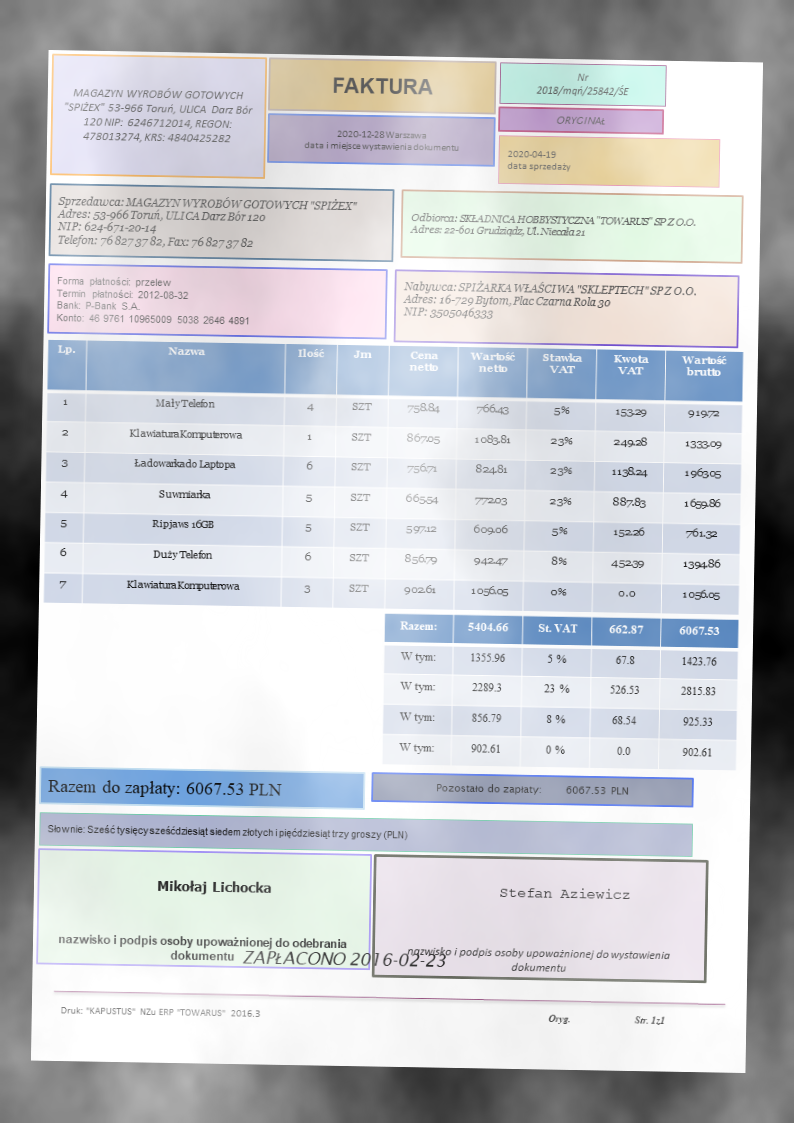 MAGAZYN WYROBÓW GOTOWYCH
"SPIŻEX" 53-966 Toruń, ULICA Darz Bór
120 NIP: 6246712014, REGON:
478013274, KRS: 4840425282
FAKTURA
2020-12-28 Warszawa
data i miejsce wystawienia dokumentu
Nr
2018/mqń/25842/ŚE
ORYGINAŁ
2020-04-19
data sprzedaży
Sprzedawca: MAGAZYN WYROBÓW GOTOWYCH "SPIŻEX"
Adres: 53-966 Toruń, ULICA Darz Bór 120
NIP: 624-671-20-14
Telefon: 76 827 37 82, Fax: 76 827 37 82
Odbiorca: SKŁADNICA HOBBYSTYCZNA "TOWARUS" SP Z O.O.
Adres: 22-601 Grudziądz, Ul. Niecała 21
Forma płatności: przelew
Termin płatności: 2012-08-32
Bank: P-Bank S.A.
Konto: 46 9761 10965009 5038 2646 4891
Nabywca: SPIŻARKA WŁAŚCIWA "SKLEPTECH" SP Z O.O.
Adres: 16-729 Bytom, Plac Czarna Rola 30
NIP: 3505046333
Lp. Nazwa Ilość Jm Cena netto Wartość netto Stawka VAT Kwota VAT Wartość brutto
1 Mały Telefon 4 SZT 758.84 766.43 5% 153.29 919.72
2 Klawiatura Komputerowa 1 SZT 867.05 1083.81 23% 249.28 1333.09
3 Ładowarka do Laptopa 6 SZT 756.71 824.81 23% 1138.24 1963.05
4 Suwmiarka 5 SZT 665.54 772.03 23% 887.83 1659.86
5 Ripjaws 16GB 5 SZT 597.12 609.06 5% 152.26 761.32
6 Duży Telefon 6 SZT 856.79 942.47 8% 452.39 1394.86
7 Klawiatura Komputerowa 3 SZT 902.61 1056.05 0% 0.0 1056.05
Razem: 5404.66 St. VAT 662.87 6067.53
W tym: 1355.96 5 % 67.8 1423.76
W tym: 2289.3 23 % 526.53 2815.83
W tym: 856.79 8 % 68.54 925.33
W tym: 902.61 0 % 0.0 902.61
Razem do zapłaty: 6067.53 PLN
Pozostało do zapłaty: 6067.53 PLN
Słownie: Sześć tysięcy sześćdziesiąt siedem złotych i pięćdziesiąt trzy groszy (PLN)
Mikołaj Lichocka
nazwisko i podpis osoby upoważnionej do odebrania
dokumentu
Stefan Aziewicz
nazwisko i podpis osoby upoważnionej do wystawienia
dokumentu
ZAPŁACONO 2016-02-23
Druk: "KAPUSTUS" NZu ERP "TOWARUS" 2016.3
Oryg.
Str. 1z1